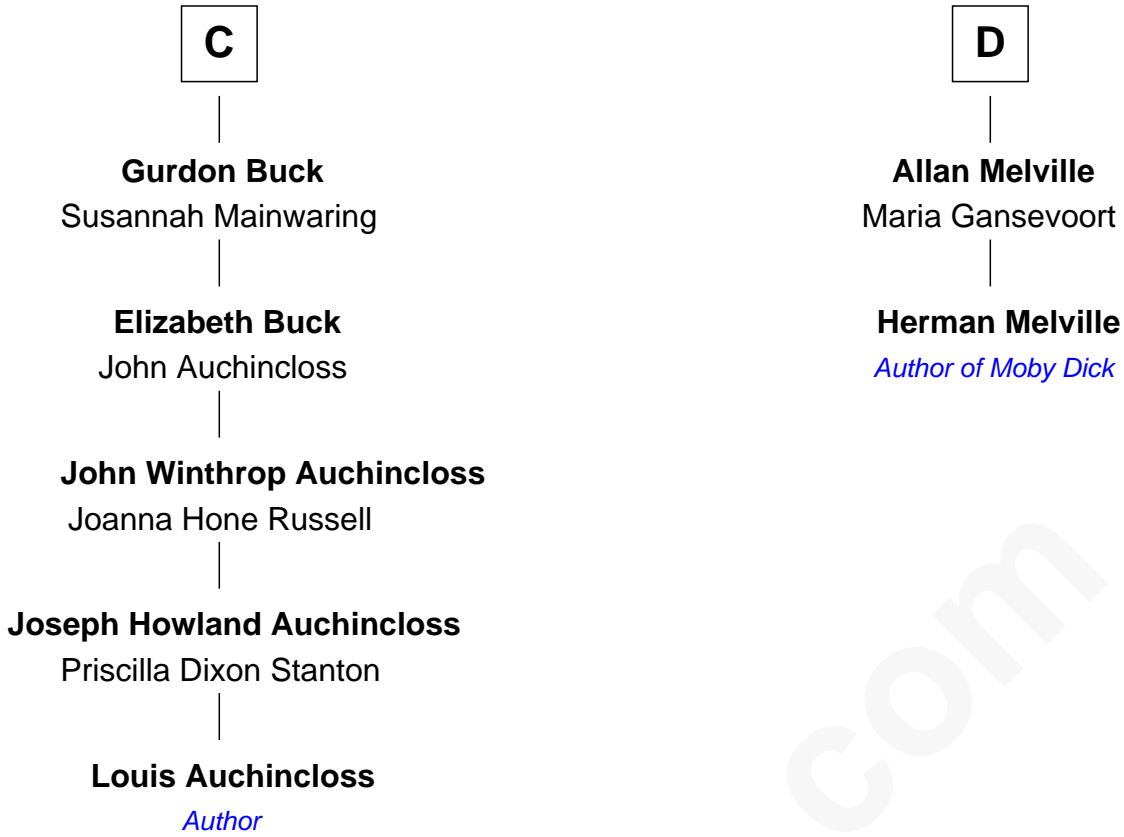 C
Gurdon Buck
Susannah Mainwaring
Elizabeth Buck
John Auchincloss
John Winthrop Auchincloss
Joanna Hone Russell
Joseph Howland Auchincloss
Priscilla Dixon Stanton
Louis Auchincloss
Author
D
Allan Melville
Maria Gansevoort
Herman Melville
Author of Moby Dick
com